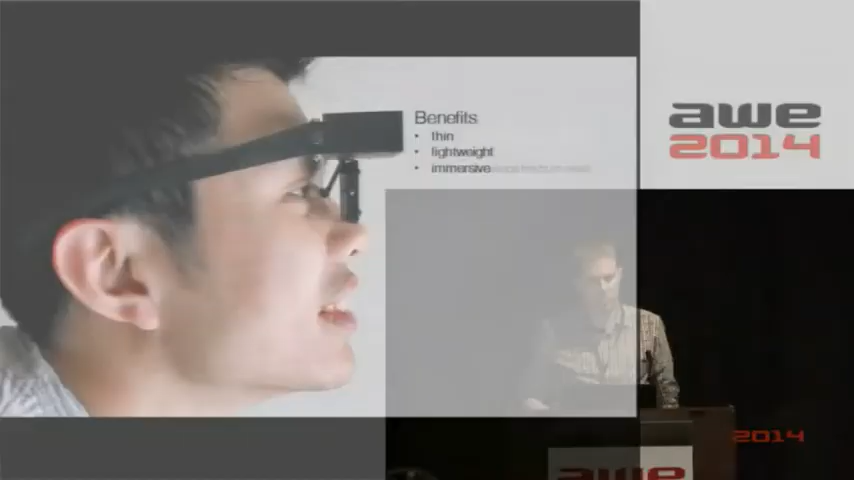 Benefits
• thin
• lightweight
• immersive
awe
2014
2014
awe